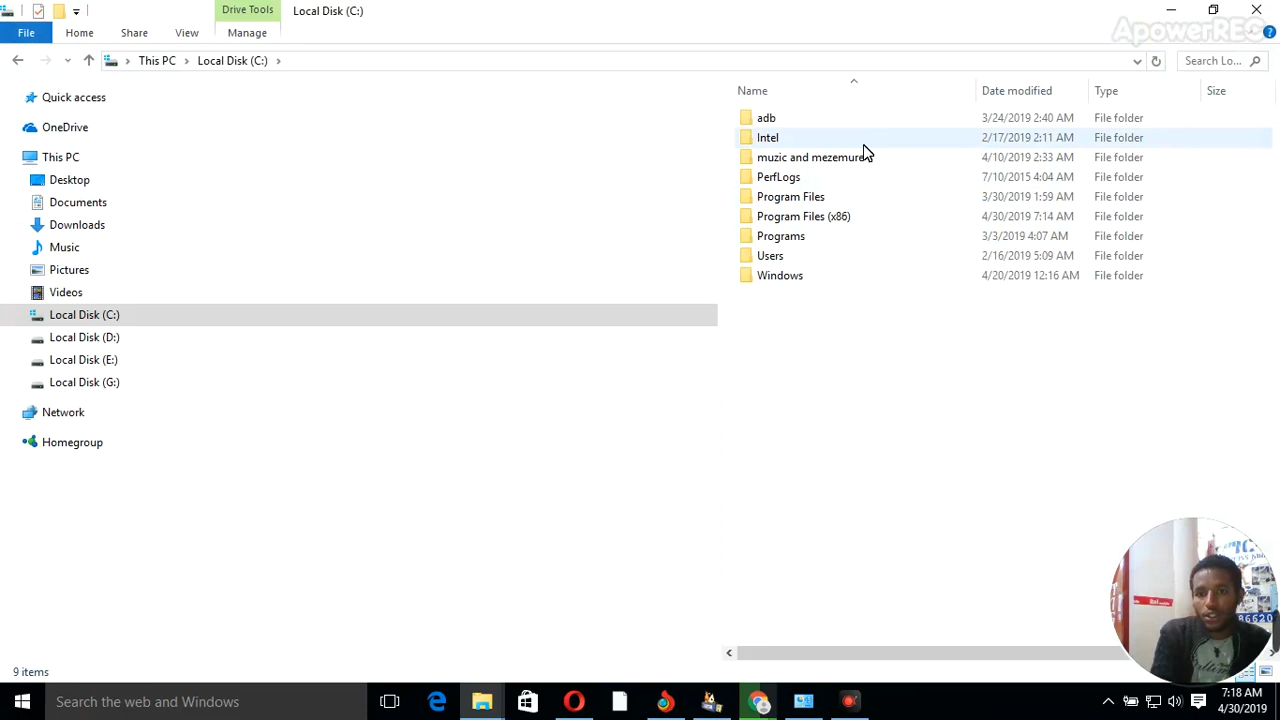 Drive Tools
Local Disk (C:)
ApowerREC
File
Home
Share
View
Manage
This PC
Local Disk (C:)
Search Lo...
Name
Date modified
Type
Size
Quick access
OneDrive
This PC
Desktop
Documents
Downloads
Music
Pictures
Videos
Local Disk (C:)
Local Disk (D:)
Local Disk (E:)
Local Disk (G:)
Network
Homegroup
adb 3/24/2019 2:40 AM File folder
Intel 2/17/2019 2:11 AM File folder
muzic and mezemure 4/10/2019 2:33 AM File folder
PerfLogs 7/10/2015 4:04 AM File folder
Program Files 3/30/2019 1:59 AM File folder
Program Files (x86) 4/30/2019 7:14 AM File folder
Programs 3/3/2019 4:07 AM File folder
Users 2/16/2019 5:09 AM File folder
Windows 4/20/2019 12:16 AM File folder
86620
9 items
Search the web and Windows
7:18 AM
4/30/2019